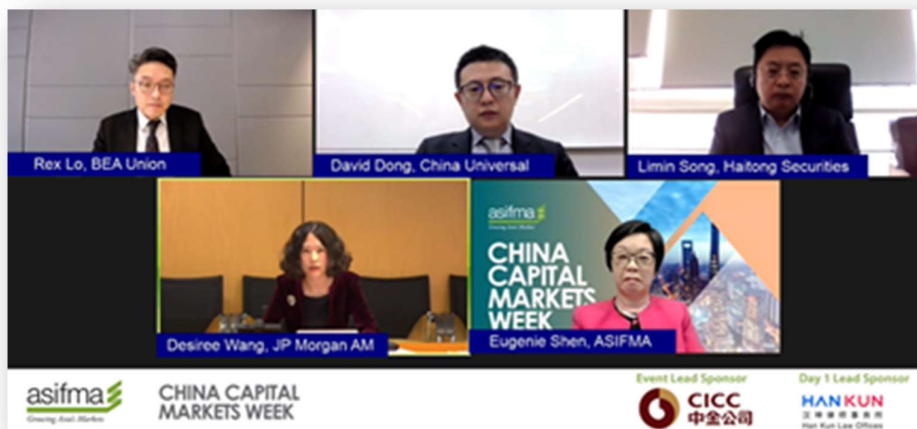 Rex Lo, BEA Union
David Dong, China Universal
Limin Song, Haitong Securities
asifma
Growing Asia's Markets
CHINA
CAPITAL
MARKETS
WEEK
Desiree Wang, JP Morgan AM
Eugenie Shen, ASIFMA
asifma
Growing Asia's Markets
CHINA CAPITAL
MARKETS WEEK
Event Lead Sponsor
CICC
中金公司
Day 1 Lead Sponsor
HAN KUN
汉坤律师事务所
Han Kun Law Offices